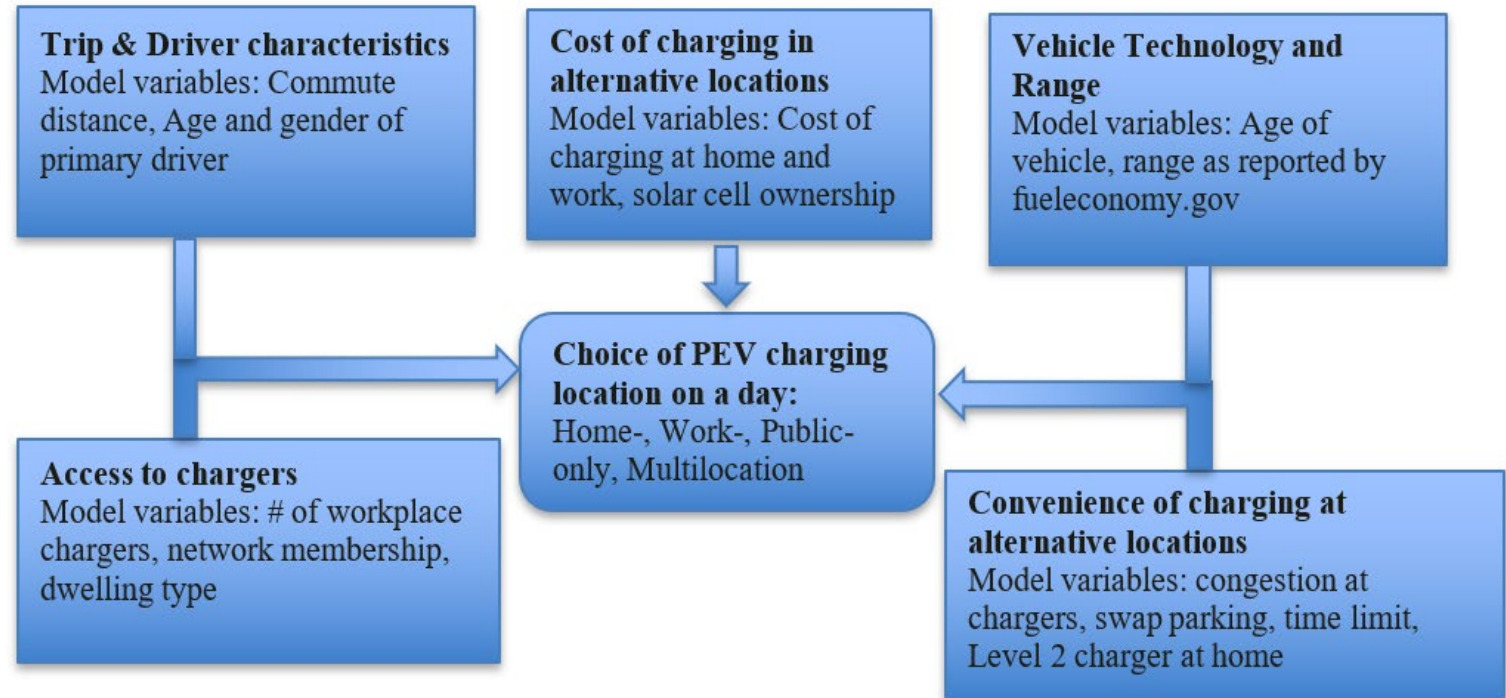 Trip & Driver characteristics
Model variables: Commute
distance, Age and gender of
primary driver
Cost of charging in
alternative locations
Model variables: Cost of
charging at home and
work, solar cell ownership
Vehicle Technology and
Range
Model variables: Age of
vehicle, range as reported by
fueleconomy.gov
Choice of PEV charging
location on a day:
Home-, Work-, Public-
only, Multilocation
Access to chargers
Model variables: # of workplace
chargers, network membership,
dwelling type
Convenience of charging at
alternative locations
Model variables: congestion at
chargers, swap parking, time limit,
Level 2 charger at home